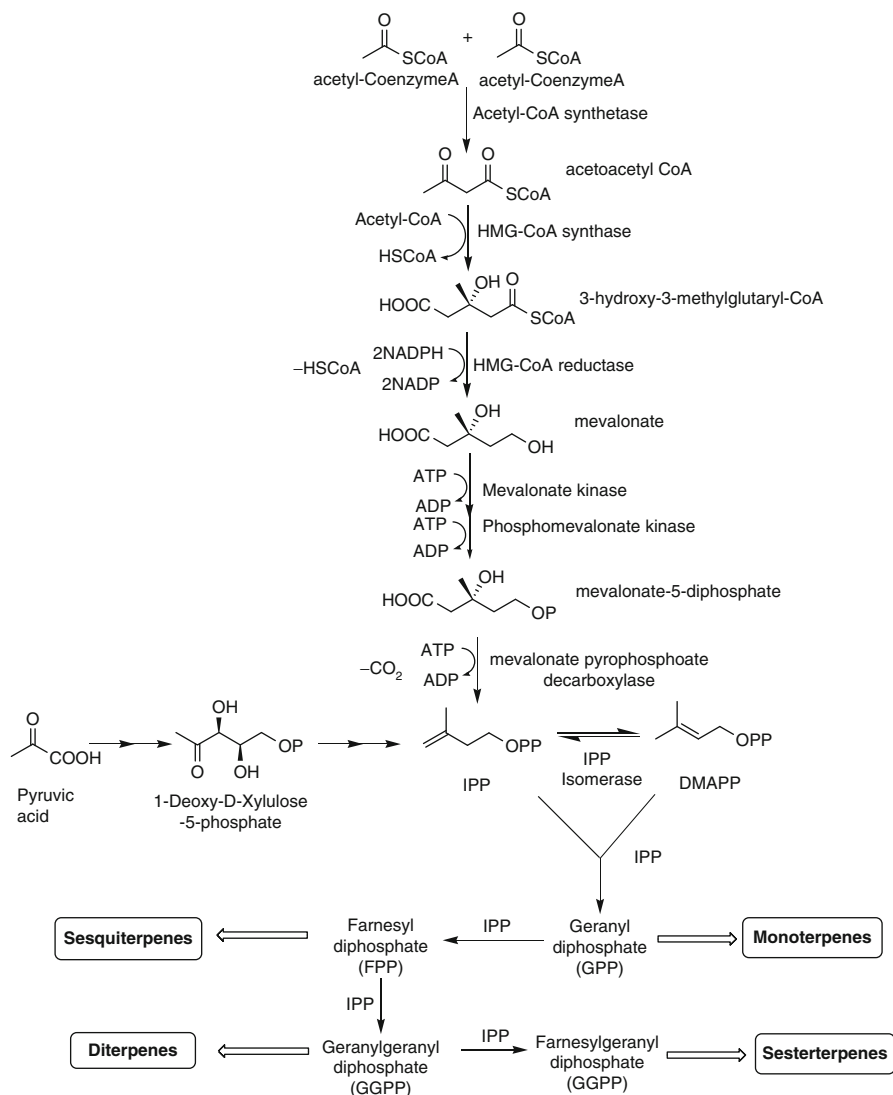 O
O
SCoA
+
SCoA
acetyl-CoenzymeA
acetyl-CoenzymeA
Acetyl-CoA synthetase
O
O
SCoA
acetoacetyl CoA
Acetyl-CoA
HSCoA
HMG-CoA synthase
OH
O
HOOC
SCoA
3-hydroxy-3-methylglutaryl-CoA
–HSCoA
2NADPH
2NADP
HMG-CoA reductase
OH
HOOC
OH
mevalonate
ATP
ADP
Mevalonate kinase
ATP
ADP
Phosphomevalonate kinase
OH
HOOC
OP
mevalonate-5-diphosphate
–CO2
ATP
ADP
mevalonate pyrophosphoate
decarboxylase
O
COOH
Pyruvic
acid
OH
O
OH
OP
1-Deoxy-D-Xylulose
-5-phosphate
OPP
IPP
IPP
Isomerase
OPP
DMAPP
IPP
Sesquiterpenes
Farnesyl
diphosphate
(FPP)
IPP
Geranyl
diphosphate
(GPP)
Monoterpenes
IPP
Diterpenes
Geranylgeranyl
diphosphate
(GGPP)
IPP
Farnesylgeranyl
diphosphate
(GGPP)
Sesterterpenes